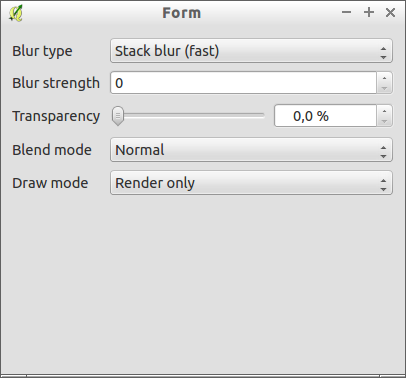 Form
Blur type Stack blur (fast)
Blur strength 0
Transparency 0,0 %
Blend mode Normal
Draw mode Render only